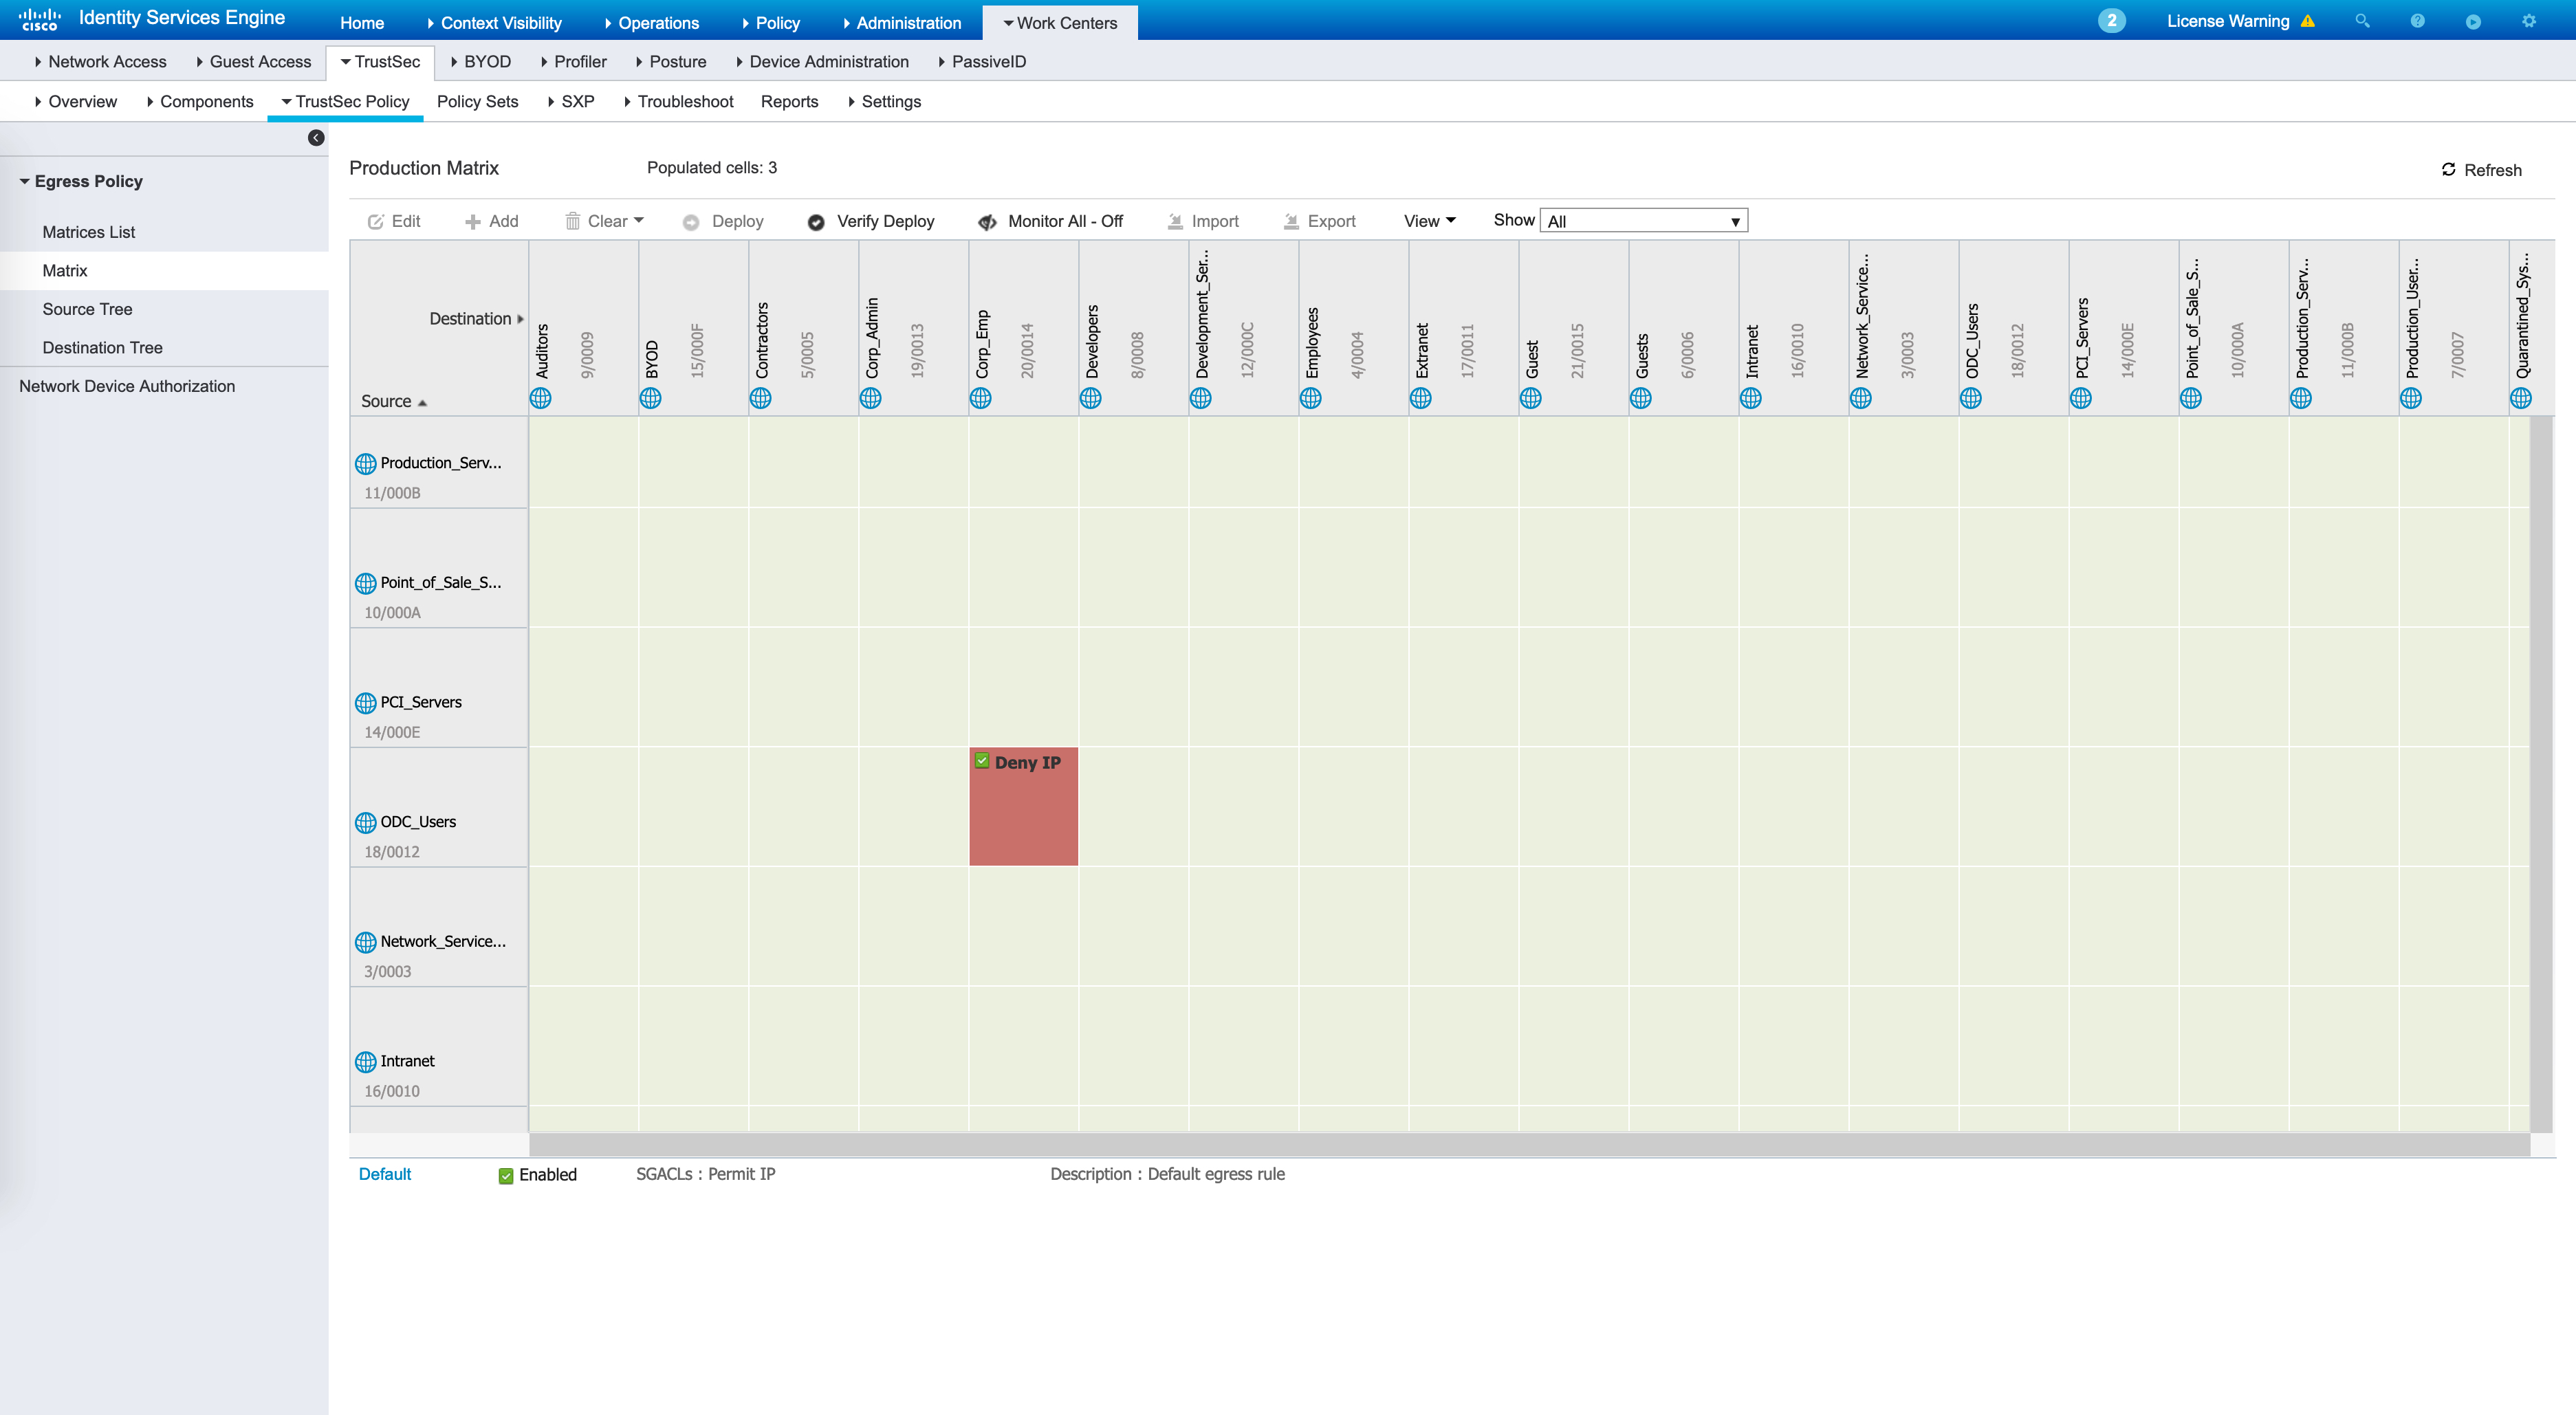 cisco Identity Services Engine Home Context Visibility Operations Policy Administration Work Centers 2 License Warning
Network Access Guest Access TrustSec BYOD Profiler Posture Device Administration PassiveID
Overview Components TrustSec Policy Policy Sets SXP Troubleshoot Reports Settings
Egress Policy
Matrices List
Matrix
Source Tree
Destination Tree
Network Device Authorization
Production Matrix Populated cells: 3 Refresh
Edit Add Clear Deploy Verify Deploy Monitor All - Off Import Export View Show All
Destination
Source
Auditors 9/0009
BYOD 15/000F
Contractors 5/0005
Corp_Admin 19/0013
Corp_Emp 20/0014
Developers 8/0008
Development_Ser... 12/000C
Employees 4/0004
Extranet 17/0011
Guest 21/0015
Guests 6/0006
Intranet 16/0010
Network_Service... 3/0003
ODC_Users 18/0012
PCI_Servers 14/000E
Point_of_Sale_S... 10/000A
Production_Serv... 11/000B
Production_User... 7/0007
Quarantined_Sys...
Production_Serv...
11/000B
Point_of_Sale_S...
10/000A
PCI_Servers
14/000E
Deny IP
ODC_Users
18/0012
Network_Service...
3/0003
Intranet
16/0010
Default Enabled SGACLs : Permit IP Description : Default egress rule